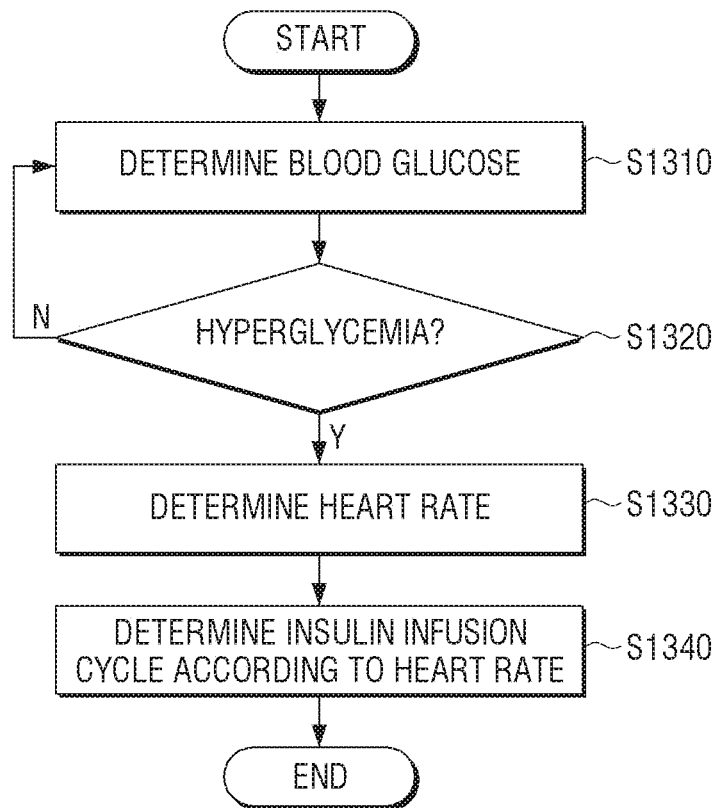 START
DETERMINE BLOOD GLUCOSE
S1310
N
HYPERGLYCEMIA?
S1320
Y
DETERMINE HEART RATE
S1330
DETERMINE INSULIN INFUSION
CYCLE ACCORDING TO HEART RATE
S1340
END